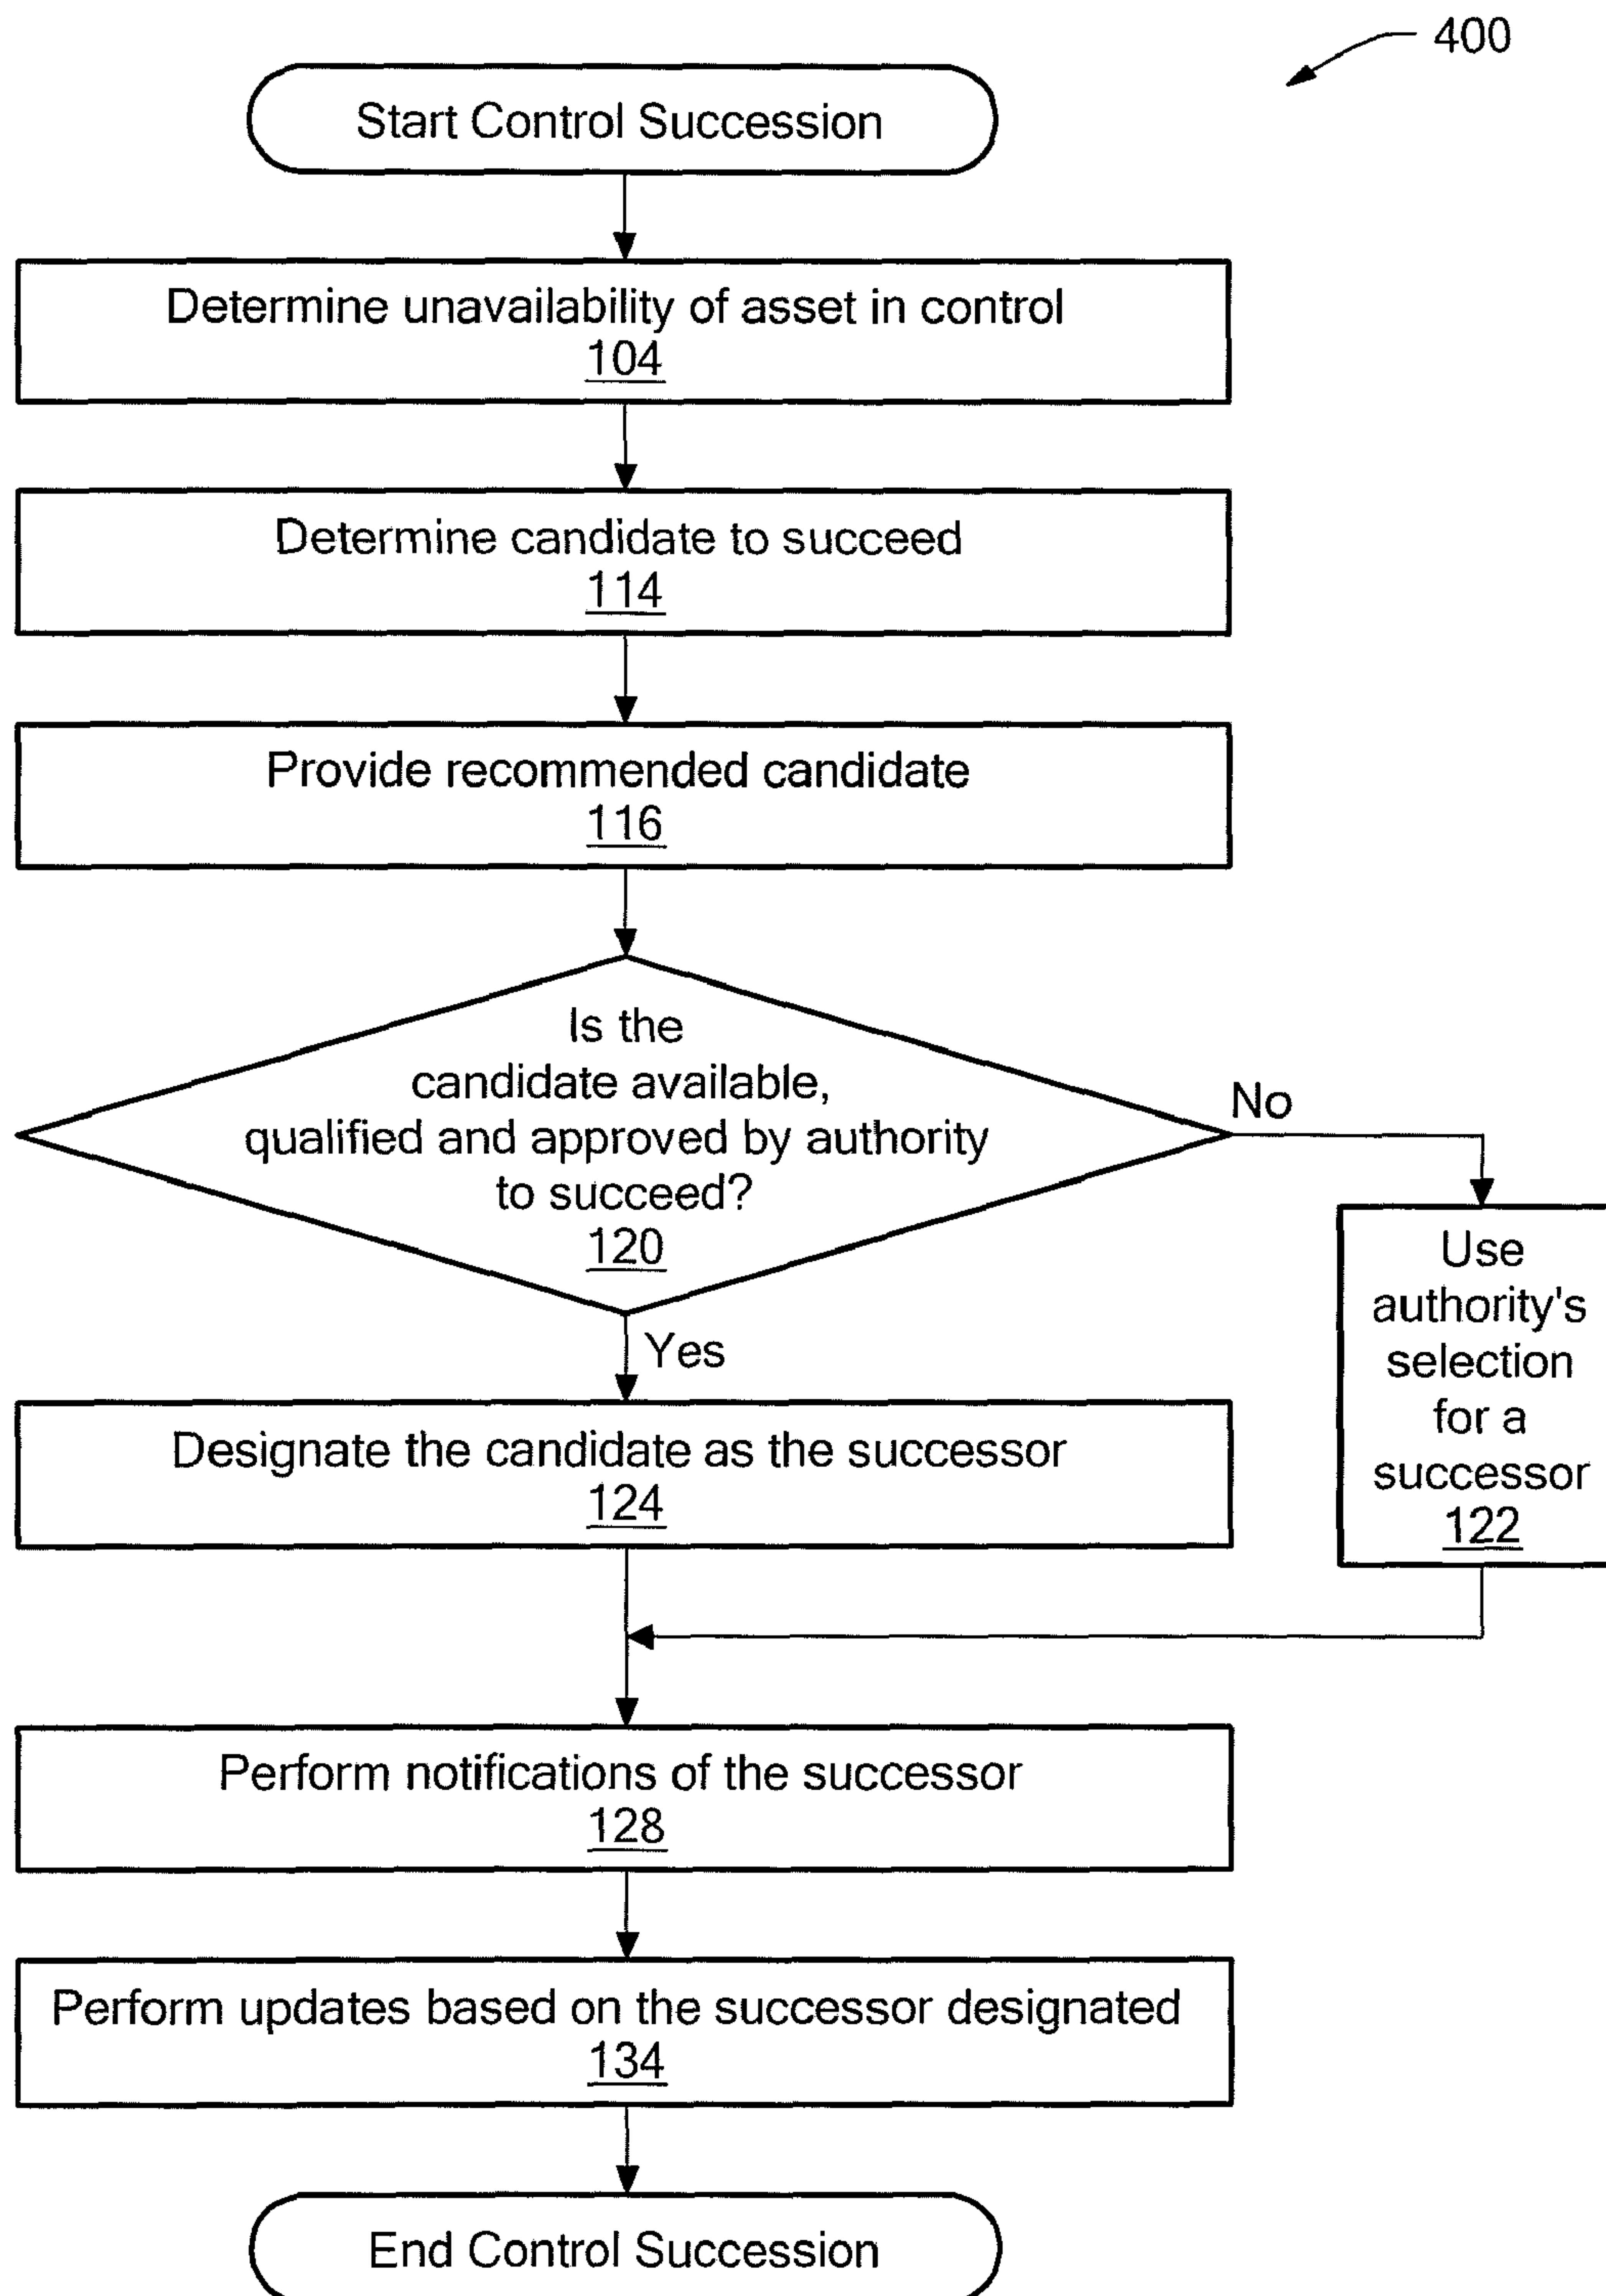 400
Start Control Succession
Determine unavailability of asset in control
104
Determine candidate to succeed
114
Provide recommended candidate
116
Is the
candidate available,
qualified and approved by authority
to succeed?
120
No
Yes
Use
authority's
selection
for a
successor
122
Designate the candidate as the successor
124
Perform notifications of the successor
128
Perform updates based on the successor designated
134
End Control Succession